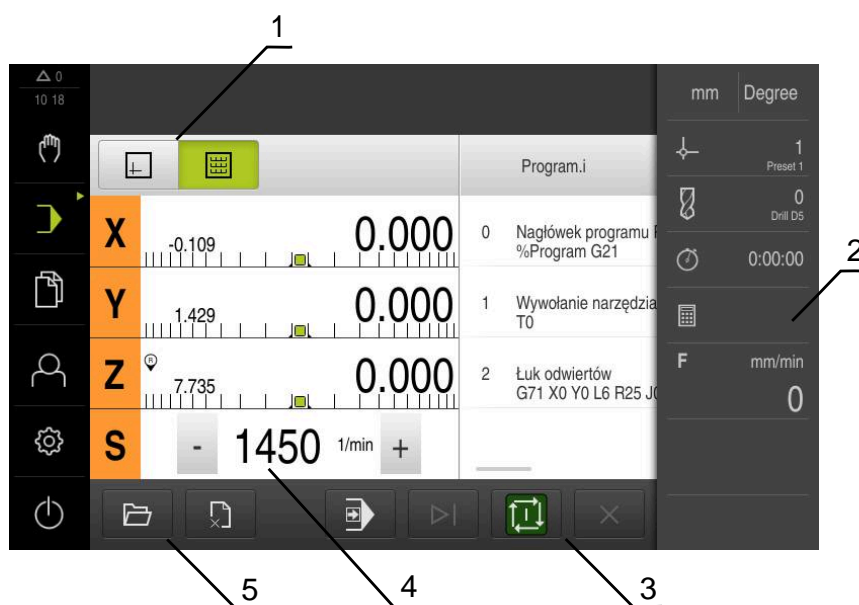 1
0
10 18
mm Degree
1
Preset 1
Program.i
0
Drill D5
X -0.109 0.000
0 Nagłówek programu
%Program G21
2
0:00:00
Y 1.429 0.000
1 Wywołanie narzędzia
T0
Z R 7.735 0.000
2 Łuk odwiertów
G71 X0 Y0 L6 R25
F mm/min
0
S - 1450 1/min +
5 4 3